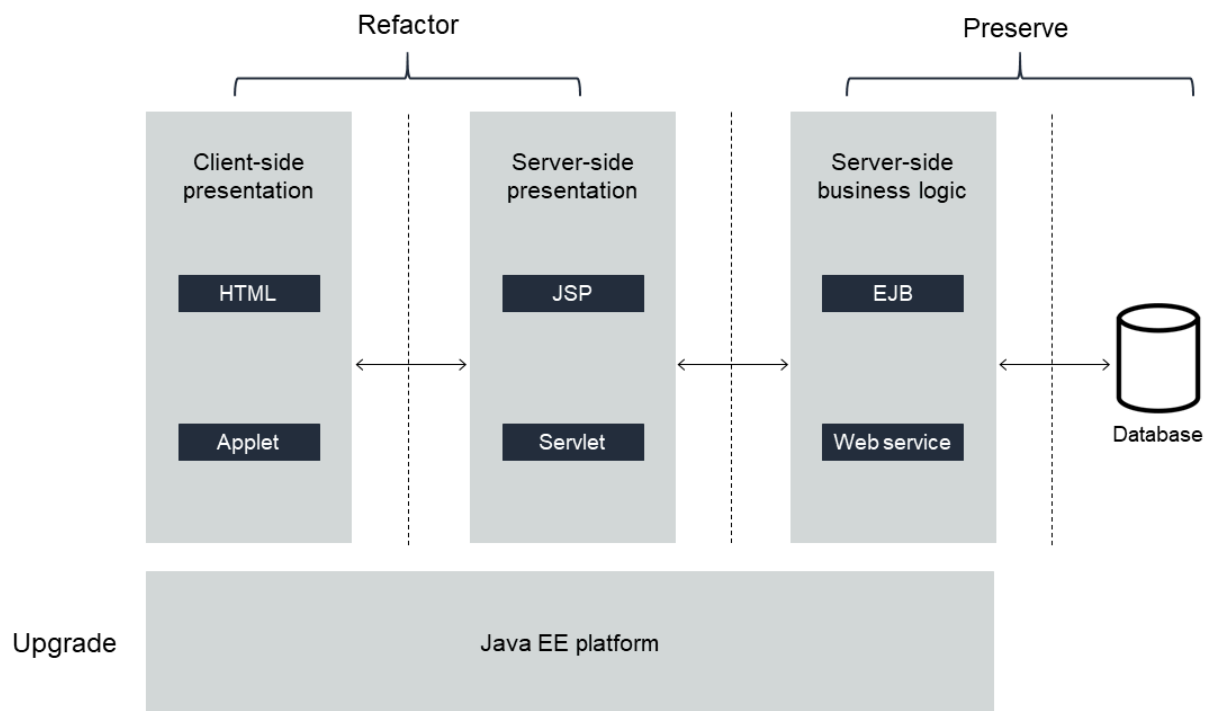 Refactor
Preserve
Client-side
presentation
Server-side
presentation
Server-side
business logic
HTML
JSP
EJB
Applet
Servlet
Web service
Database
Upgrade
Java EE platform